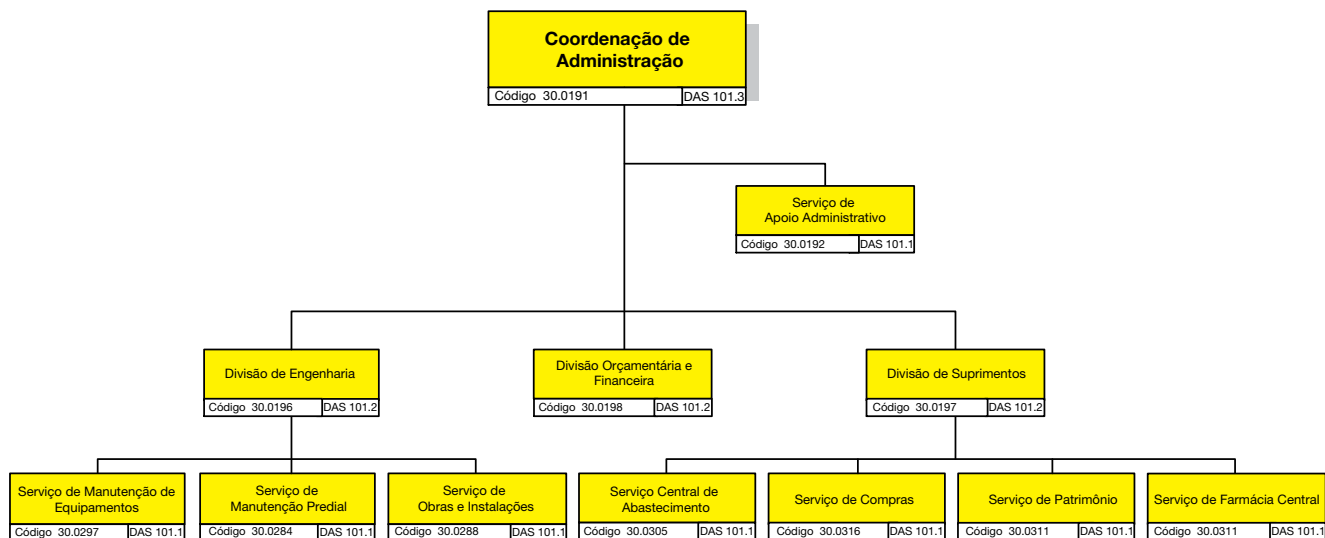 Coordenação de
Administração
Código 30.0191 DAS 101.3
Serviço de
Apoio Administrativo
Código 30.0192 DAS 101.1
Divisão de Engenharia
Código 30.0196 DAS 101.2
Divisão Orçamentária e
Financeira
Código 30.0198 DAS 101.2
Divisão de Suprimentos
Código 30.0197 DAS 101.2
Serviço de Manutenção de
Equipamentos
Código 30.0297 DAS 101.1
Serviço de
Manutenção Predial
Código 30.0284 DAS 101.1
Serviço de
Obras e Instalações
Código 30.0288 DAS 101.1
Serviço Central de
Abastecimento
Código 30.0305 DAS 101.1
Serviço de Compras
Código 30.0316 DAS 101.1
Serviço de Patrimônio
Código 30.0311 DAS 101.1
Serviço de Farmácia Central
Código 30.0311 DAS 101.1